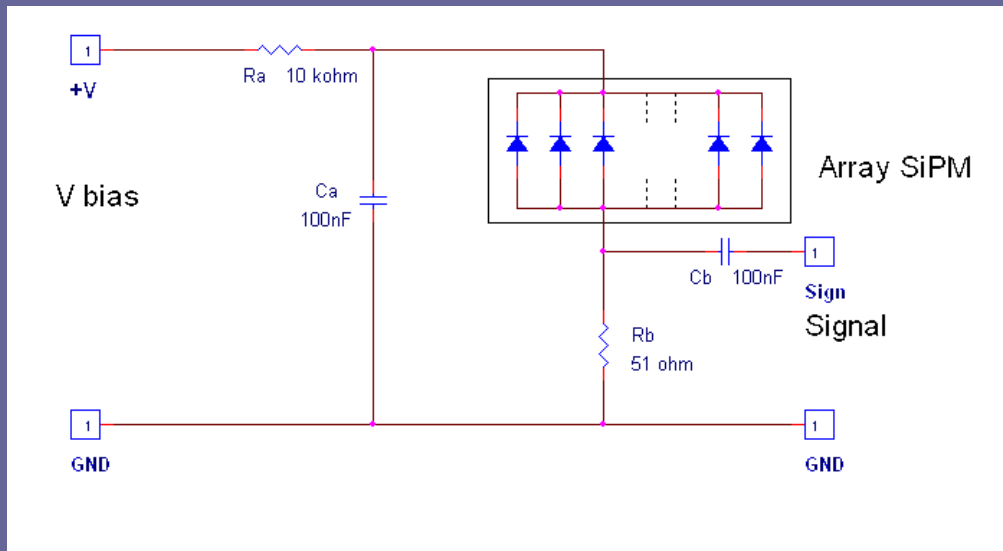 1
+V
Ra 10 kohm
V bias
Ca
100nF
Array SiPM
Cb 100nF
1
Sign
Signal
Rb
51 ohm
1
GND
1
GND